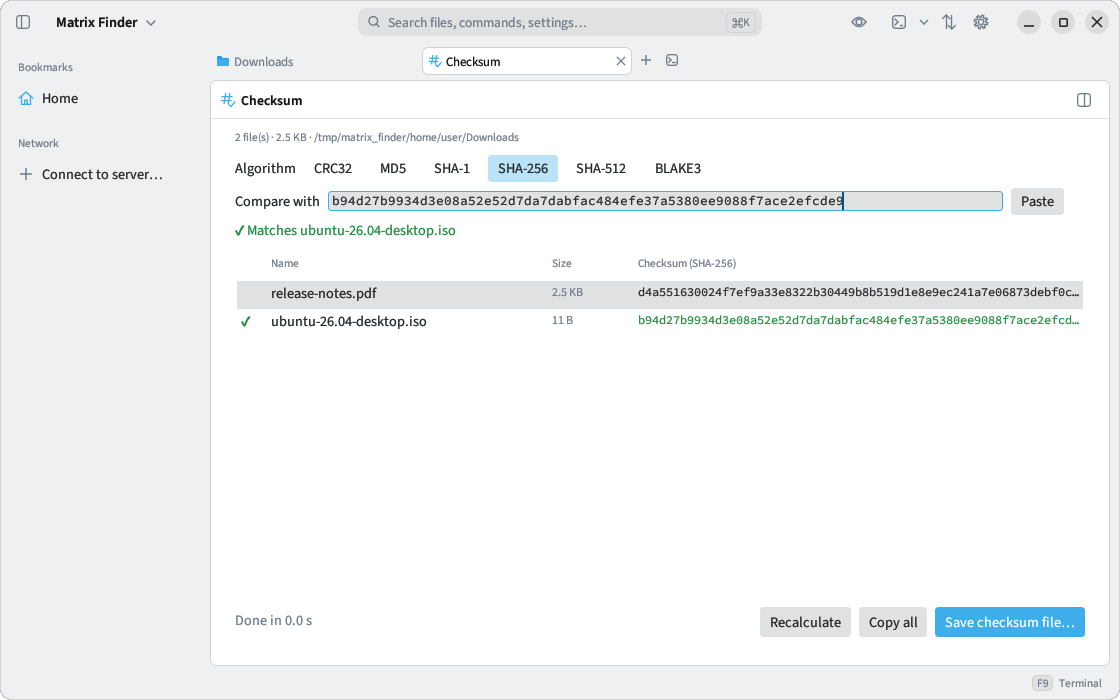 Matrix Finder
Search files, commands, settings…
⌘K
Bookmarks
Home
Network
Connect to server…
Downloads
Checksum
Checksum
2 file(s) · 2.5 KB · /tmp/matrix_finder/home/user/Downloads
Algorithm CRC32 MD5 SHA-1 SHA-256 SHA-512 BLAKE3
Compare with b94d27b9934d3e08a52e52d7da7dabfac484efe37a5380ee9088f7ace2efcde9 Paste
✓ Matches ubuntu-26.04-desktop.iso
Name Size Checksum (SHA-256)
release-notes.pdf 2.5 KB d4a551630024f7ef9a33e8322b30449b8b519d1e8e9ec241a7e06873debf0c…
✓ ubuntu-26.04-desktop.iso 11 B b94d27b9934d3e08a52e52d7da7dabfac484efe37a5380ee9088f7ace2efcd…
Done in 0.0 s
Recalculate Copy all Save checksum file…
F9 Terminal